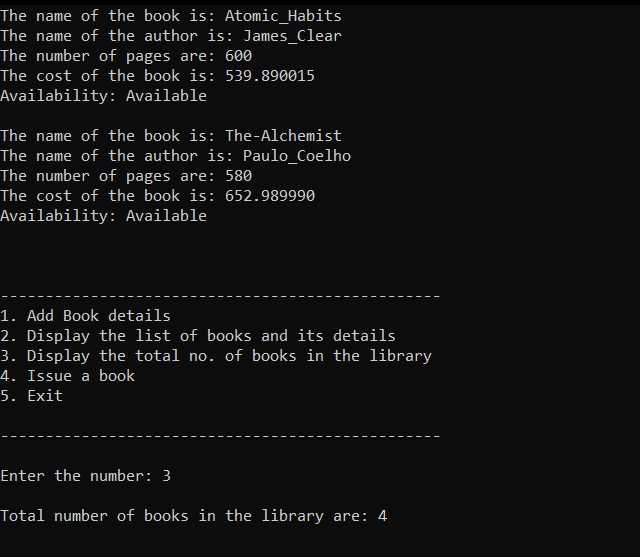 The name of the book is: Atomic_Habits
The name of the author is: James_Clear
The number of pages are: 600
The cost of the book is: 539.890015
Availability: Available
The name of the book is: The-Alchemist
The name of the author is: Paulo_Coelho
The number of pages are: 580
The cost of the book is: 652.989990
Availability: Available
-------------------------------------------------
1. Add Book details
2. Display the list of books and its details
3. Display the total no. of books in the library
4. Issue a book
5. Exit
-------------------------------------------------
Enter the number: 3
Total number of books in the library are: 4